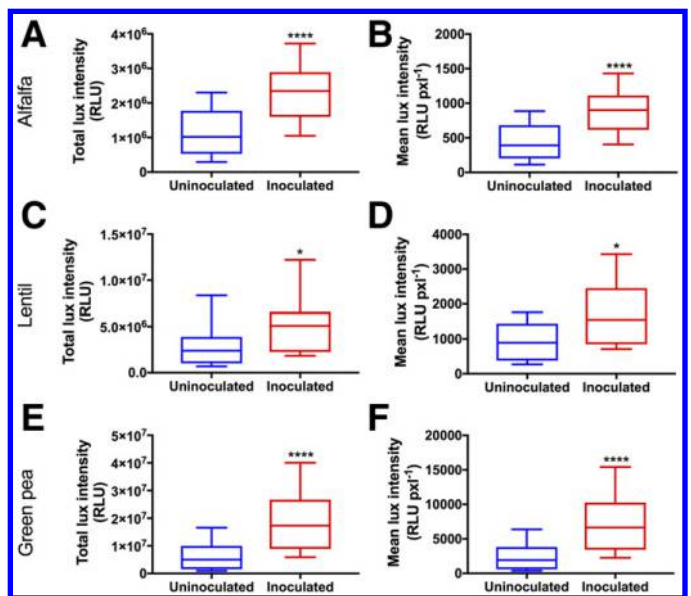 A
Alfalfa
Total lux intensity
(RLU)
4×10⁶
3×10⁶
2×10⁶
1×10⁶
0
****
Uninoculated Inoculated
B
Mean lux intensity
(RLU pxl⁻¹)
2000
1500
1000
500
0
****
Uninoculated Inoculated
C
Lentil
Total lux intensity
(RLU)
1.5×10⁷
1.0×10⁷
5.0×10⁶
0.0
*
Uninoculated Inoculated
D
Mean lux intensity
(RLU pxl⁻¹)
4000
3000
2000
1000
0
*
Uninoculated Inoculated
E
Green pea
Total lux intensity
(RLU)
5×10⁷
4×10⁷
3×10⁷
2×10⁷
1×10⁷
0
****
Uninoculated Inoculated
F
Mean lux intensity
(RLU pxl⁻¹)
20000
15000
10000
5000
0
****
Uninoculated Inoculated